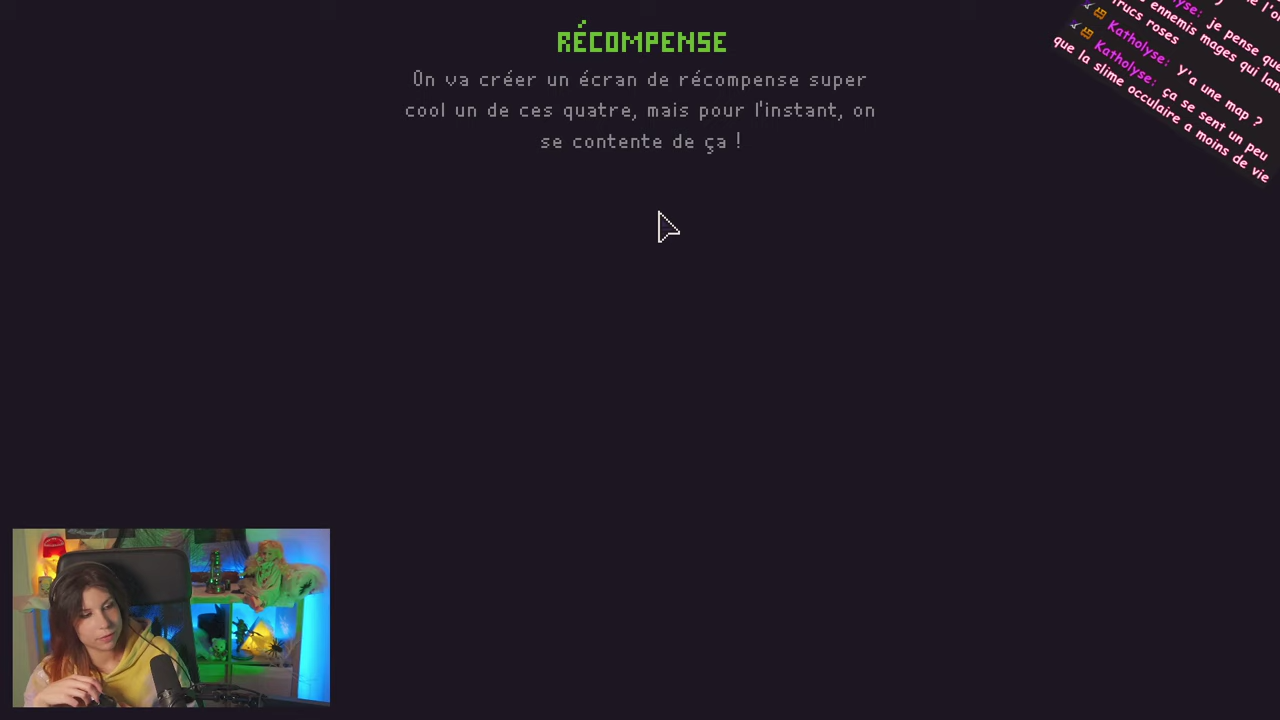 RÉCOMPENSE
On va créer un écran de récompense super
cool un de ces quatre, mais pour l'instant, on
se contente de ça !
ennemis mages qui
trucs roses
Katholyse: je pense que
que la slime occulaire a moins de vie
Katholyse: y'a une map ?
Katholyse: ça se sent un peu